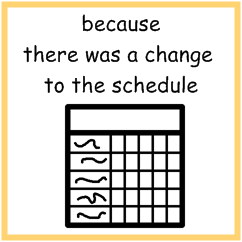 because
there was a change
to the schedule